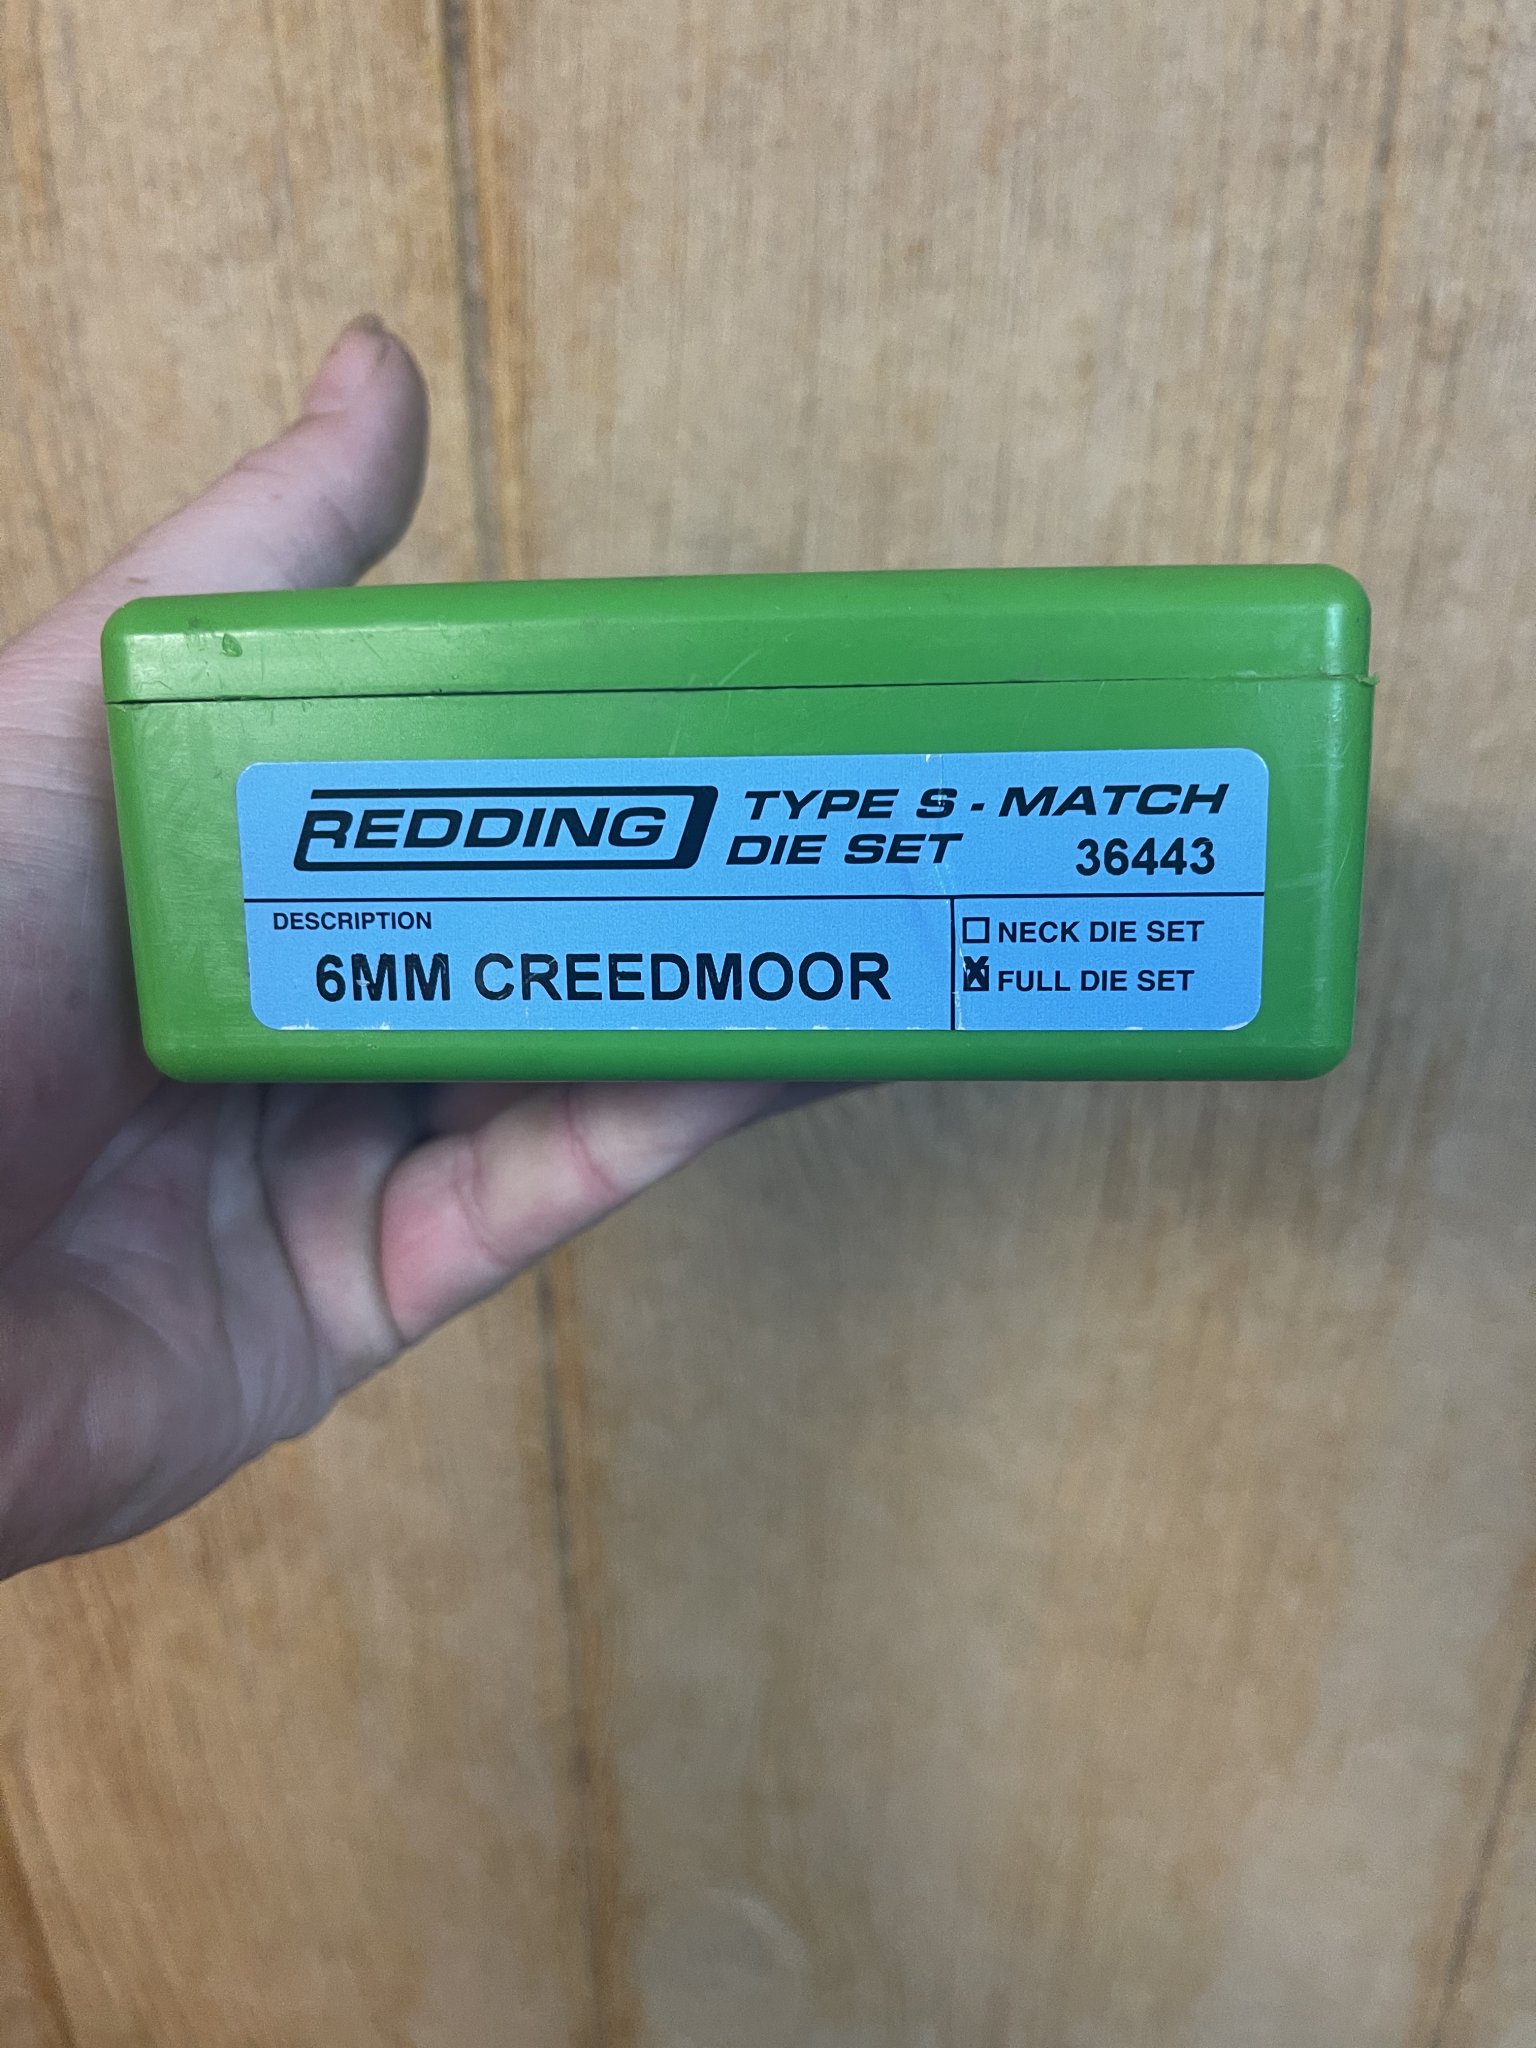 REDDING TYPE S - MATCH
DIE SET 36443
DESCRIPTION
6MM CREEDMOOR
NECK DIE SET
FULL DIE SET